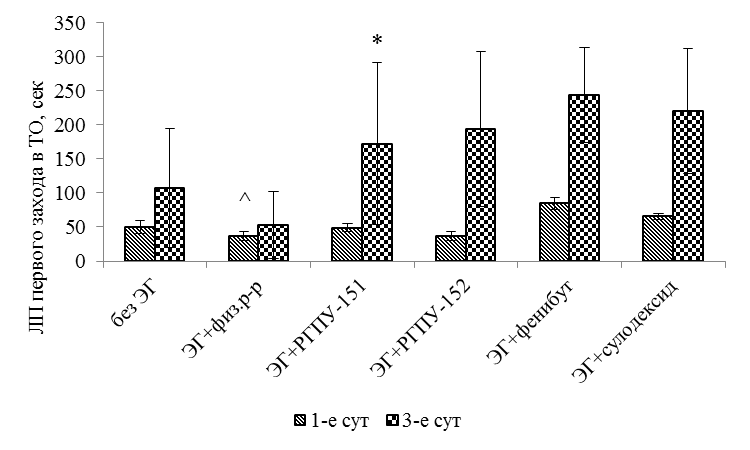 ЛП первого захода в ТО, сек
350
300
250
200
150
100
50
0
^
*
без ЭГ
ЭГ+физ.р-р
ЭГ+РГПУ-151
ЭГ+РГПУ-152
ЭГ+фенибут
ЭГ+сулодексид
1-е сут 3-е сут